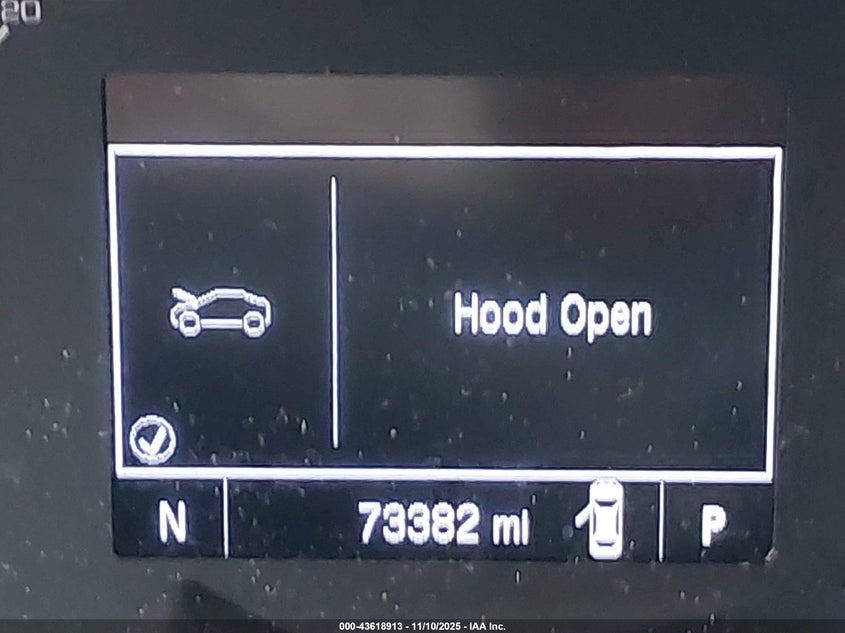 20
Hood Open
N 73382 mi P
000-43618913 - 11/10/2025 - IAA Inc.